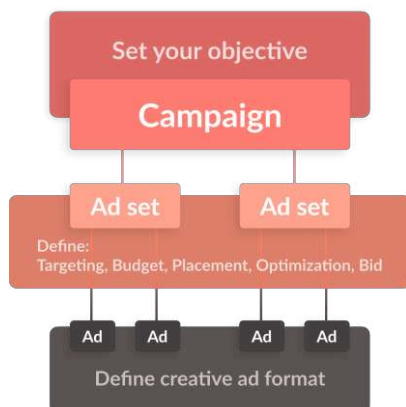 Set your objective
Campaign
Ad set Ad set
Define:
Targeting, Budget, Placement, Optimization, Bid
Ad Ad Ad Ad
Define creative ad format